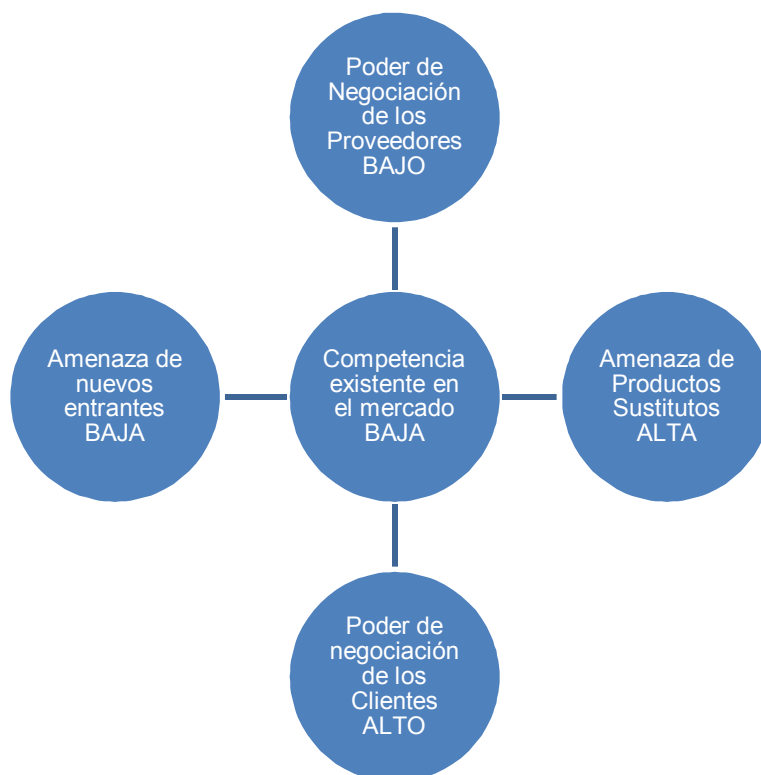 Poder de
Negociación
de los
Proveedores
BAJO
Amenaza de
nuevos
entrantes
BAJA
Competencia
existente en
el mercado
BAJA
Amenaza de
Productos
Sustitutos
ALTA
Poder de
negociación
de los
Clientes
ALTO